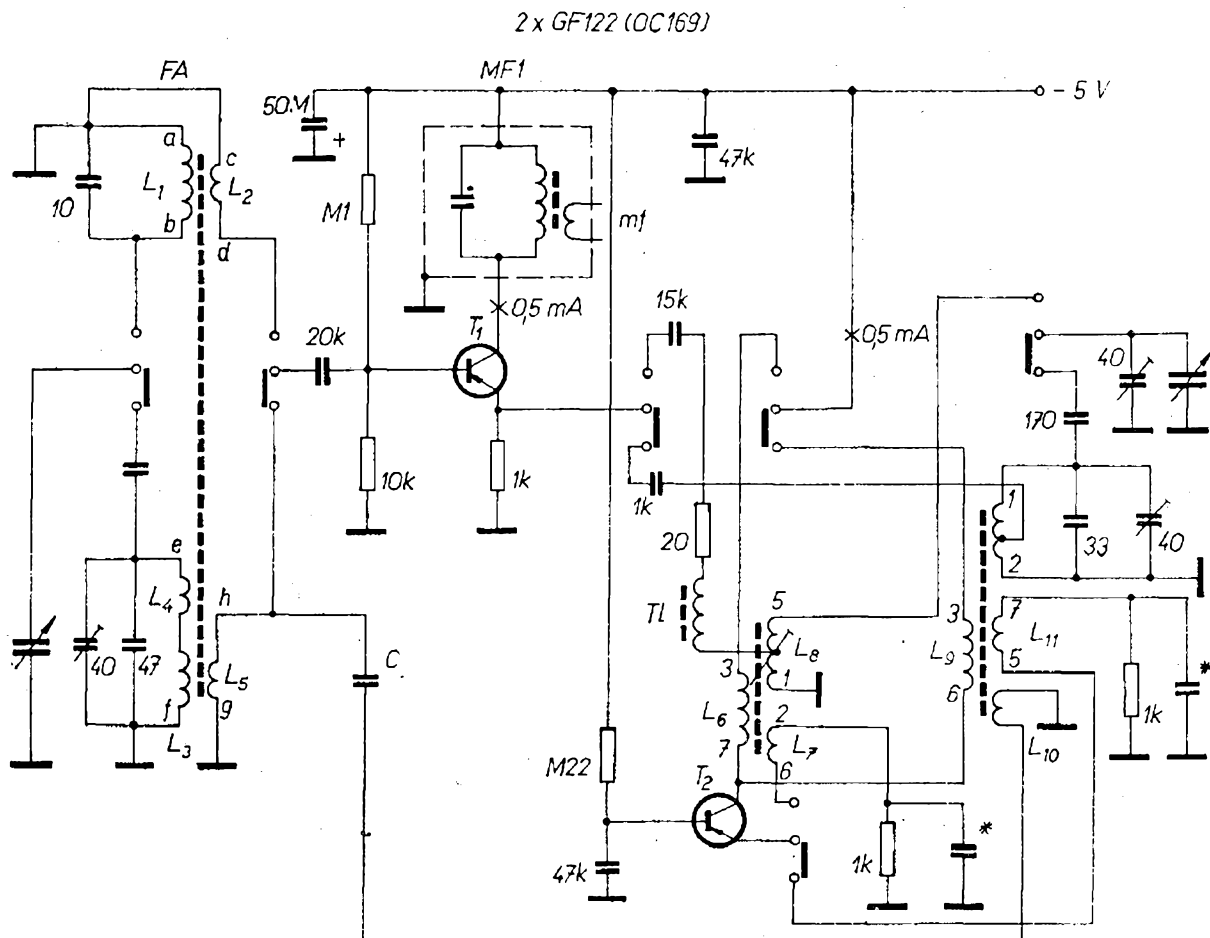 2 x GF122 (OC169)
FA
MF1
50M
+
- 5 V
a
c
47k
10
L1
L2
M1
mf
b
d
0,5 mA
15k
0,5 mA
20k
T1
40
170
10k
1k
1k
1
20
33
40
2
e
L4
h
Tl
5
3
7
L8
L9
L11
40
47
L5
C
3
1
5
*
f
g
L6
2
6
1k
L3
7
L7
L10
M22
T2
6
*
47k
1k